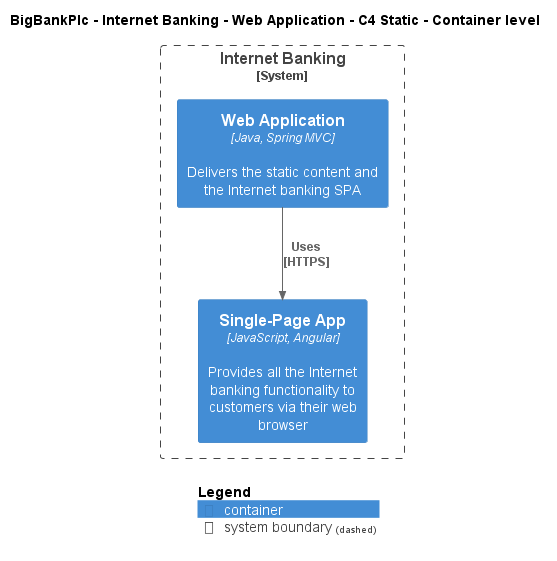 BigBankPlc - Internet Banking - Web Application - C4 Static - Container level
Internet Banking
[System]
Web Application
[Java, Spring MVC]
Delivers the static content and
the Internet banking SPA
Uses
[HTTPS]
Single-Page App
[JavaScript, Angular]
Provides all the Internet
banking functionality to
customers via their web
browser
Legend
container
system boundary (dashed)